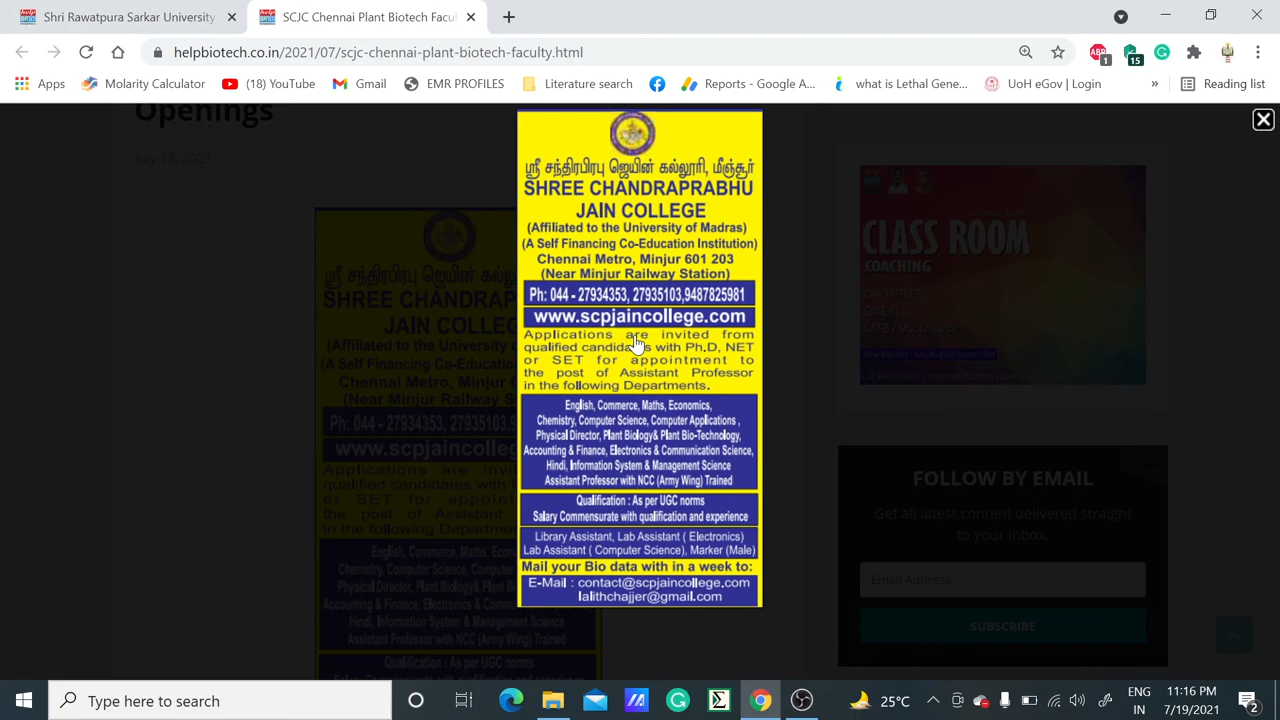 Shri Rawatpura Sarkar University
SCJC Chennai Plant Biotech Facul
helpbiotech.co.in/2021/07/scjc-chennai-plant-biotech-faculty.html
1
15
Apps
Molarity Calculator
(18) YouTube
Gmail
EMR PROFILES
Literature search
Reports - Google A...
what is Lethal Gene...
UoH eGov | Login
»
Reading list
Openings
July 18, 2021
ஸ்ரீ சந்திரபிரபு ஜெயின் கல்லூரி, மீஞ்சூர்
SHREE CHANDRAPRABHU
JAIN COLLEGE
(Affiliated to the University of Madras)
(A Self Financing Co-Education Institution)
Chennai Metro, Minjur 601 203
(Near Minjur Railway Station)
Ph: 044 - 27934353, 27935103,9487825981
www.scpjaincollege.com
Applications are invited from
qualified candidates with Ph.D, NET
or SET for appointment to
the post of Assistant Professor
in the following Departments.
English, Commerce, Maths, Economics,
Chemistry, Computer Science, Computer Applications ,
Physical Director, Plant Biology& Plant Bio-Technology,
Accounting & Finance, Electronics & Communication Science,
Hindi, Information System & Management Science
Assistant Professor with NCC (Army Wing) Trained
Qualification : As per UGC norms
Salary Commensurate with qualification and experience
Library Assistant, Lab Assistant ( Electronics)
Lab Assistant ( Computer Science), Marker (Male)
Mail your Bio data with in a week to:
E-Mail : contact@scpjaincollege.com
lalithchajjer@gmail.com
CLASS ROOM
COACHING
FOLLOW BY EMAIL
Get all latest content delivered straight
to your inbox.
Email Address
SUBSCRIBE
Type here to search
25°C
ENG
IN
11:16 PM
7/19/2021
2